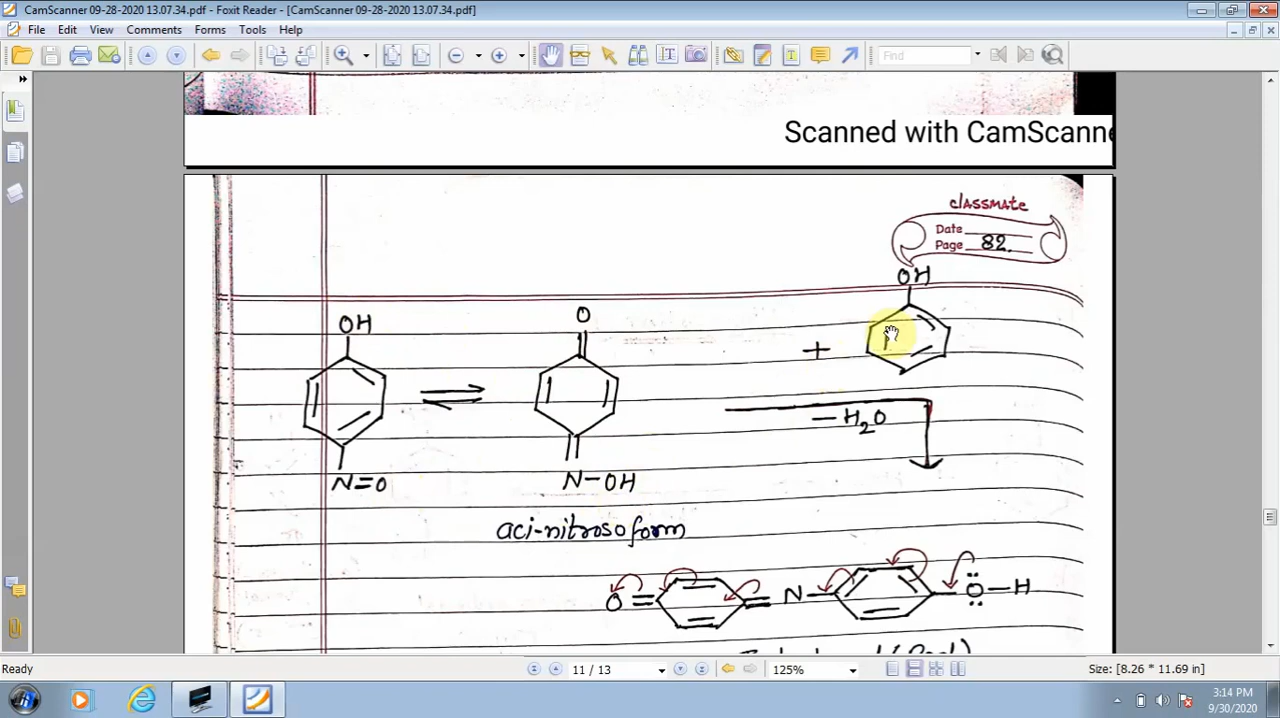 CamScanner 09-28-2020 13.07.34.pdf - Foxit Reader - [CamScanner 09-28-2020 13.07.34.pdf]
File Edit View Comments Forms Tools Help
Find
Scanned with CamScanne
classmate
Date
Page 82.
OH
+
OH
O
-H2O
N=O
N-OH
aci-nitroso form
O = = N - - O - H
Ready
11 / 13
125%
Size: [8.26 * 11.69 in]
3:14 PM
9/30/2020